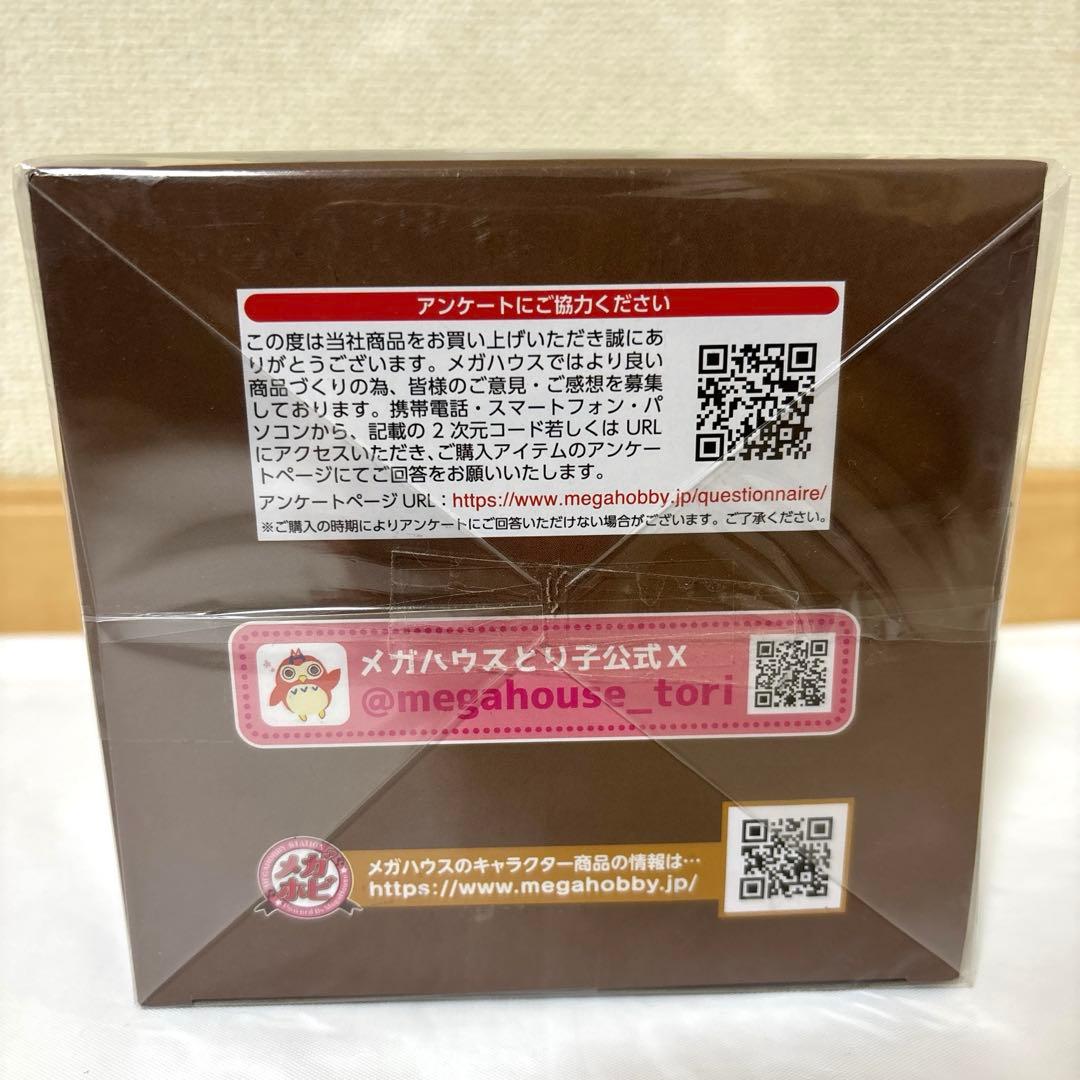 アンケートにご協力ください
この度は当社商品をお買い上げいただき誠にあ
りがとうございます。メガハウスではより良い
商品づくりの為、皆様のご意見・ご感想を募集
しております。携帯電話・スマートフォン・パ
ソコンから、記載の2次元コード若しくはURL
にアクセスいただき、ご購入アイテムのアンケー
トページにてご回答をお願いいたします。
アンケートページURL：https://www.megahobby.jp/questionnaire/
※ご購入の時期によりアンケートにご回答いただけない場合がございます。ご了承ください。
メガハウスとり子公式X
@megahouse_tori
MEGAHOBBY STATION
メガ
ホビ
メガハウスのキャラクター商品の情報は…
https://www.megahobby.jp/